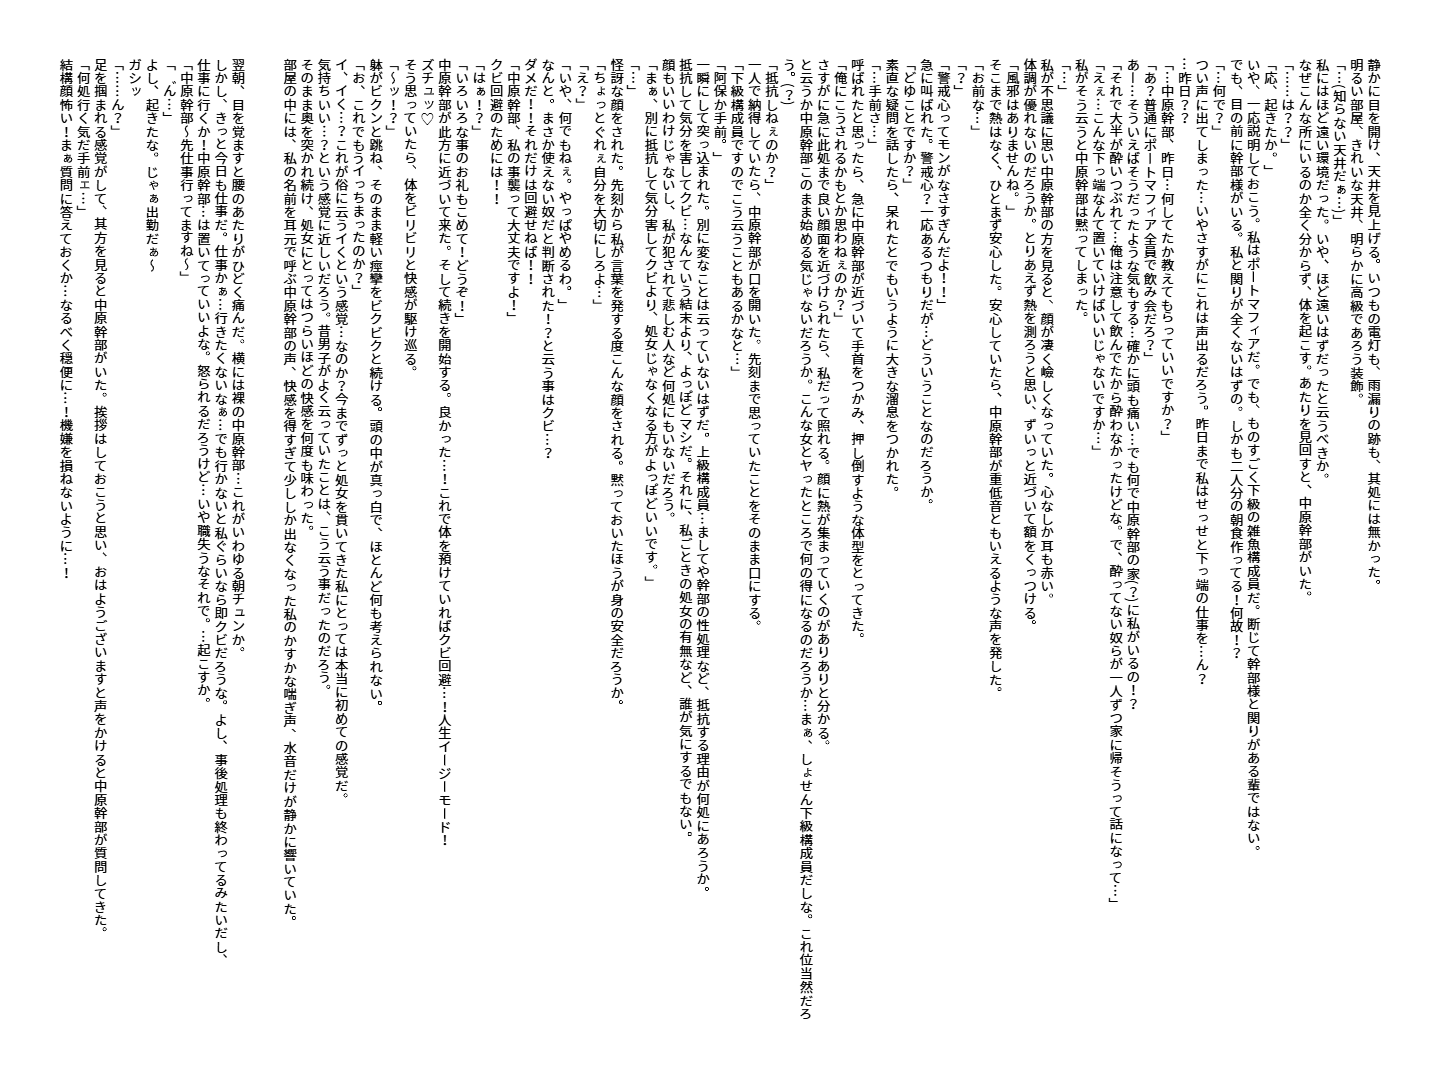 静かに目を開け、天井を見上げる。いつもの電灯も、雨漏りの跡も、其処には無かった。
明るい部屋、きれいな天井、明らかに高級であろう装飾。
「…(知らない天井だぁ…)」
私にはほど遠い環境だった。いや、ほど遠いはずだったと云うべきか。
なぜこんな所にいるのか全く分からず、体を起こす。あたりを見回すと、中原幹部がいた。
「……は？？」
「応、起きたか。」
いや、一応説明しておこう。私はポートマフィアだ。でも、ものすごく下級の雑魚構成員だ。断じて幹部様と関りがある輩ではない。
でも、目の前に幹部様がいる。私と関りが全くないはずの。しかも二人分の朝食作ってる！何故！？
「…何で？」
つい声に出てしまった…いやさすがにこれは声出るだろう。昨日まで私はせっせと下っ端の仕事を…ん？
…昨日？？
「…中原幹部、昨日…何してたか教えてもらっていいですか？」
「あ？普通にポートマフィア全員で飲み会だろ？」
あー…そういえばそうだったような気もする…確かに頭も痛い…でも何で中原幹部の家(？)に私がいるの！？
「それで大半が酔いつぶれて…俺は注意して飲んでたから酔わなかったけどな。で、酔ってない奴らが一人ずつ家に帰そうって話になって…」
「えぇ…こんな下っ端なんて置いていけばいいじゃないですか…」
私がそう云うと中原幹部は黙ってしまった。
「…」
私が不思議に思い中原幹部の方を見ると、顔が凄く嶮しくなっていた。心なしか耳も赤い。
体調が優れないのだろうか。とりあえず熱を測ろうと思い、ずいっと近づいて額をくっつける。
「風邪はありませんね。」
そこまで熱はなく、ひとまず安心した。安心していたら、中原幹部が重低音ともいえるような声を発した。
「お前な…」
「？」
「警戒心ってモンがなさすぎんだよ！！」
急に叫ばれた。警戒心？一応あるつもりだが…どういうことなのだろうか。
「どゆことですか？」
素直な疑問を話したら、呆れたとでもいうように大きな溜息をつかれた。
「…手前さ…」
呼ばれたと思ったら、急に中原幹部が近づいて手首をつかみ、押し倒すような体型をとってきた。
「俺にこうされるかもとか思わねぇのか？」
さすがに急に此処まで良い顔面を近づけられたら、私だって照れる。顔に熱が集まっていくのがありありと分かる。
と云うか中原幹部このまま始める気じゃないだろうか。こんな女とヤったところで何の得になるのだろうか…まぁ、しょせん下級構成員だしな。これ位当然だろ
う。(？)
「抵抗しねぇのか？」
一人で納得していたら、中原幹部が口を開いた。先刻まで思っていたことをそのまま口にする。
「下級構成員ですのでこう云うこともあるかなと…」
「阿保か手前。」
一瞬にして突っ込まれた。別に変なことは云っていないはずだ。上級構成員…ましてや幹部の性処理など、抵抗する理由が何処にあろうか。
抵抗して気分を害してクビ…なんていう結末より、よっぽどマシだ。それに、私ごときの処女の有無など、誰が気にするでもない。
顔もいいわけじゃないし、私が犯されて悲しむ人など何処にもいないだろう。
「まぁ、別に抵抗して気分害してクビより、処女じゃなくなる方がよっぽどいいです。」
「…」
怪訝な顔をされた。先刻から私が言葉を発する度こんな顔をされる。黙っておいたほうが身の安全だろうか。
「ちょっとぐれぇ自分を大切にしろよ…」
「え？」
「いや、何でもねぇ。やっぱやめるわ。」
なんと。まさか使えない奴だと判断された！？と云う事はクビ…？
ダメだ！！それだけは回避せねば！！
「中原幹部、私の事襲って大丈夫ですよ！」
クビ回避のためには！！
「はぁ！？」
「いろいろな事のお礼もこめて！どうぞ！」
中原幹部が此方に近づいて来た。そして続きを開始する。良かった…！これで体を預けていればクビ回避…！人生イージーモード！
ズチュッ♡
そう思っていたら、体をビリビリと快感が駆け巡る。
「～ッ！？」
躰がビクンと跳ね、そのまま軽い痙攣をビクビクと続ける。頭の中が真っ白で、ほとんど何も考えられない。
「お、これでもうイっちまったのか？」
イ、イく…？これが俗に云うイくという感覚…なのか？今までずっと処女を貫いてきた私にとっては本当に初めての感覚だ。
気持ちいい…？という感覚に近しいだろう。昔男子がよく云っていたことは、こう云う事だったのだろう。
そのまま奥を突かれ続け、処女にとってはつらいほどの快感を何度も味わった。
部屋の中には、私の名前を耳元で呼ぶ中原幹部の声、快感を得すぎて少ししか出なくなった私のかすかな喘ぎ声、水音だけが静かに響いていた。

翌朝、目を覚ますと腰のあたりがひどく痛んだ。横には裸の中原幹部…これがいわゆる朝チュンか。
しかし、きっと今日も仕事だ。仕事かぁ…行きたくないなぁ…でも行かないと私ぐらいなら即クビだろうな。よし、事後処理も終わってるみたいだし、
仕事に行くか！中原幹部…は置いてっていいよな。怒られるだろうけど…いや職失うなそれで。…起こすか。
「中原幹部～先仕事行ってますね～」
「゛ん…」
よし、起きたな。じゃぁ出勤だぁ～
ガシッ
「……ん？」
足を掴まれる感覚がして、其方を見ると中原幹部がいた。挨拶はしておこうと思い、おはようございますと声をかけると中原幹部が質問してきた。
「何処行く気だ手前ェ…」
結構顔怖い！まぁ質問に答えておくか…なるべく穏便に…！機嫌を損ねないように…！